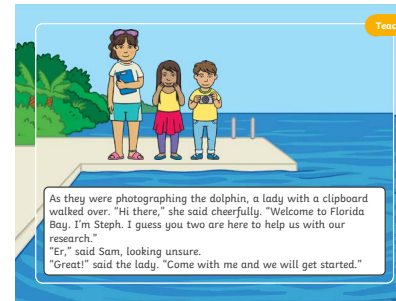 Teac
As they were photographing the dolphin, a lady with a clipboard
walked over. “Hi there,” she said cheerfully. “Welcome to Florida
Bay. I’m Steph. I guess you two are here to help us with our
research.”
“Er,” said Sam, looking unsure.
“Great!” said the lady. “Come with me and we will get started.”